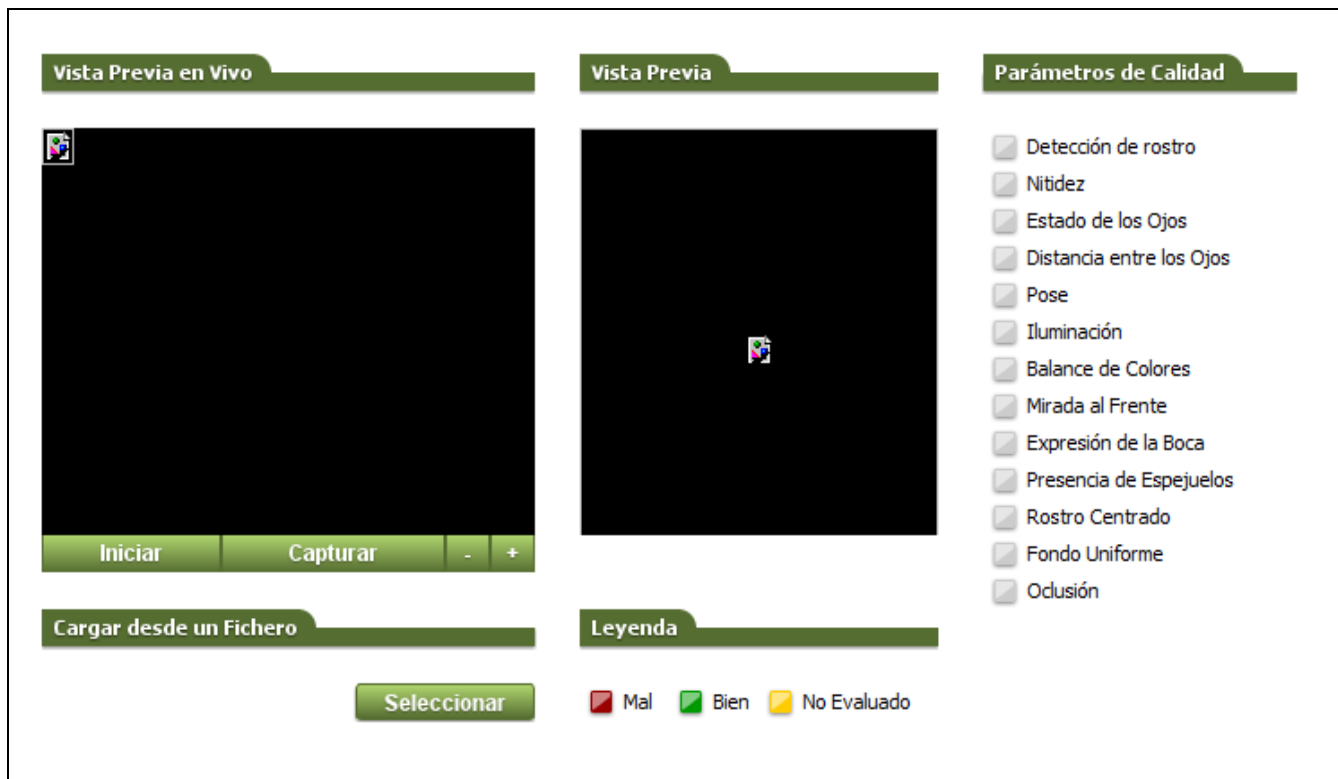 Vista Previa en Vivo
Iniciar
Capturar
-
+
Cargar desde un Fichero
Seleccionar
Vista Previa
Leyenda
Mal
Bien
No Evaluado
Parámetros de Calidad
Detección de rostro
Nitidez
Estado de los Ojos
Distancia entre los Ojos
Pose
Iluminación
Balance de Colores
Mirada al Frente
Expresión de la Boca
Presencia de Espejuelos
Rostro Centrado
Fondo Uniforme
Oclusión